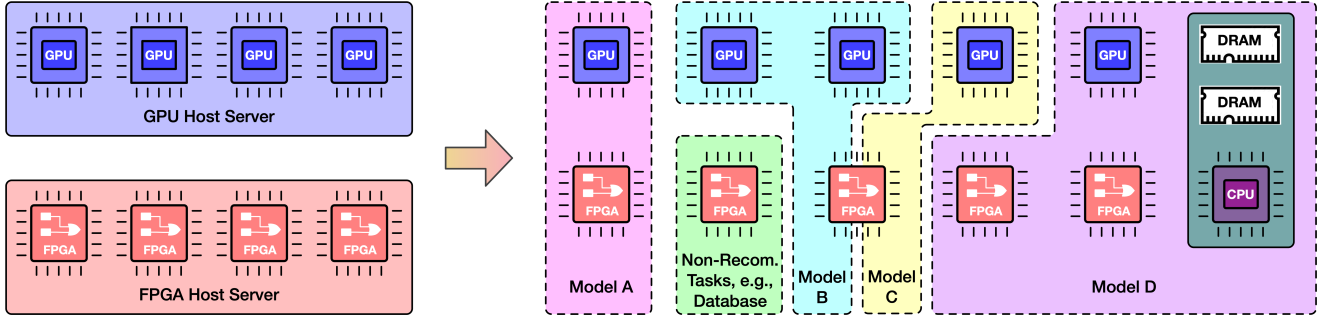 GPU
GPU
GPU
GPU
GPU Host Server
FPGA
FPGA
FPGA
FPGA
FPGA Host Server
GPU
GPU
GPU
GPU
GPU
DRAM
DRAM
FPGA
FPGA
FPGA
FPGA
FPGA
CPU
Model A
Non-Recom.
Tasks, e.g.,
Database
Model
B
Model
C
Model D